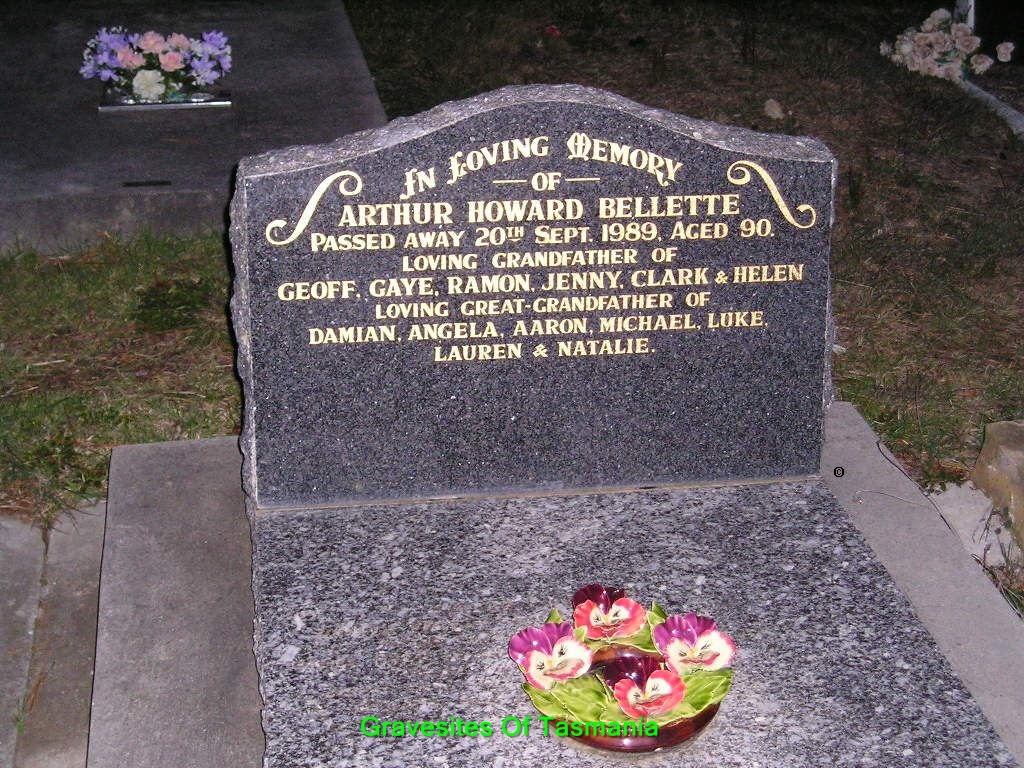 In Loving Memory
— OF —
ARTHUR HOWARD BELLETTE
PASSED AWAY 20TH SEPT. 1989. AGED 90.
LOVING GRANDFATHER OF
GEOFF, GAYE, RAMON, JENNY, CLARK & HELEN
LOVING GREAT-GRANDFATHER OF
DAMIAN, ANGELA, AARON, MICHAEL, LUKE,
LAUREN & NATALIE.
©
Gravesites Of Tasmania